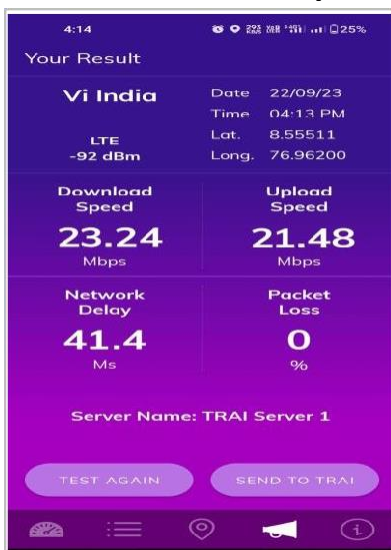 4:14
25%
Your Result
Vi India
Date 22/09/23
Time 04:13 PM
LTE
-92 dBm
Lat. 8.55511
Long. 76.96200
Download Speed
Upload Speed
23.24
21.48
Mbps
Mbps
Network Delay
Packet Loss
41.4
0
Ms
%
Server Name: TRAI Server 1
TEST AGAIN
SEND TO TRAI